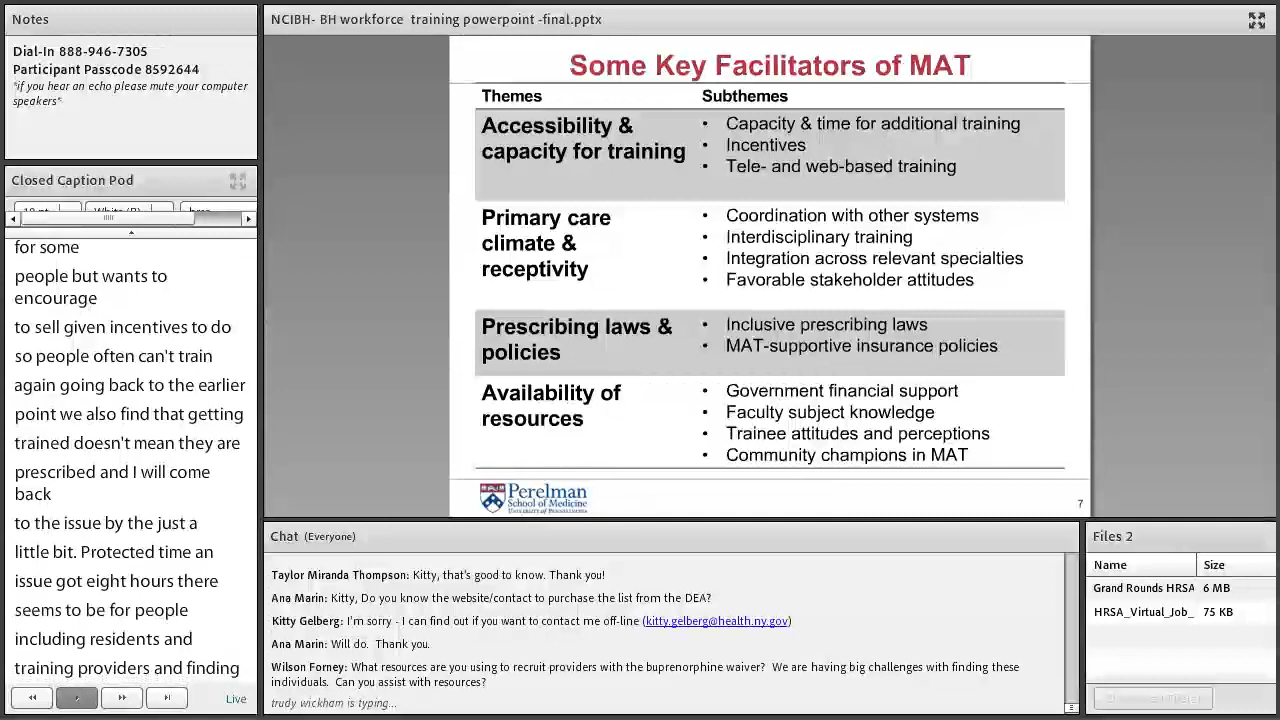 Notes
Dial-In 888-946-7305
Participant Passcode 8592644
*if you hear an echo please mute your computer
speakers*
Closed Caption Pod
for some
people but wants to
encourage
to sell given incentives to do
so people often can't train
again going back to the earlier
point we also find that getting
trained doesn't mean they are
prescribed and I will come
back
to the issue by the just a
little bit. Protected time an
issue got eight hours there
seems to be for people
including residents and
training providers and finding
Live
NCIBH- BH workforce  training powerpoint -final.pptx
Some Key Facilitators of MAT
Themes Subthemes
Accessibility &
capacity for training
• Capacity & time for additional training
• Incentives
• Tele- and web-based training
Primary care
climate &
receptivity
• Coordination with other systems
• Interdisciplinary training
• Integration across relevant specialties
• Favorable stakeholder attitudes
Prescribing laws &
policies
• Inclusive prescribing laws
• MAT-supportive insurance policies
Availability of
resources
• Government financial support
• Faculty subject knowledge
• Trainee attitudes and perceptions
• Community champions in MAT
Perelman
School of Medicine
University of Pennsylvania
7
Chat (Everyone)
Taylor Miranda Thompson: Kitty, that's good to know. Thank you!
Ana Marin: Kitty, Do you know the website/contact to purchase the list from the DEA?
Kitty Gelberg: I'm sorry - I can find out if you want to contact me off-line (kitty.gelberg@health.ny.gov)
Ana Marin: Will do.  Thank you.
Wilson Forney: What resources are you using to recruit providers with the buprenorphine waiver?  We are having big challenges with finding these
individuals.  Can you assist with resources?
trudy wickham is typing...
Files 2
Name Size
Grand Rounds HRSA 6 MB
HRSA_Virtual_Job_ 75 KB